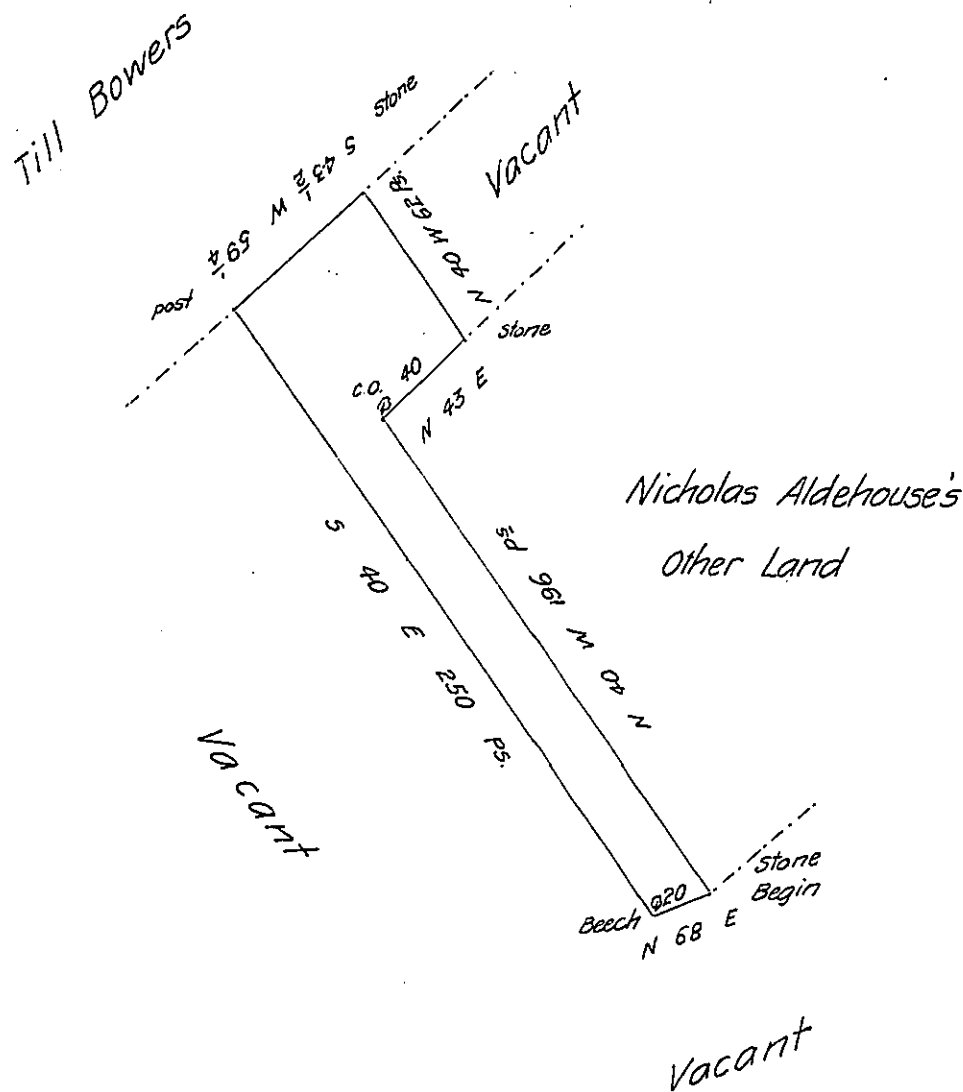 Till Bowers
Stone
S 43½ W 59¼
post
Vacant
N 40 W 62 Ps.
Stone
C.O. 40
N 43 E
Nicholas Aldehouse's
Other Land
N 40 W 196 Ps
S 40 E 250 Ps.
Vacant
Stone
Begin
20
Beech
N 68 E
Vacant